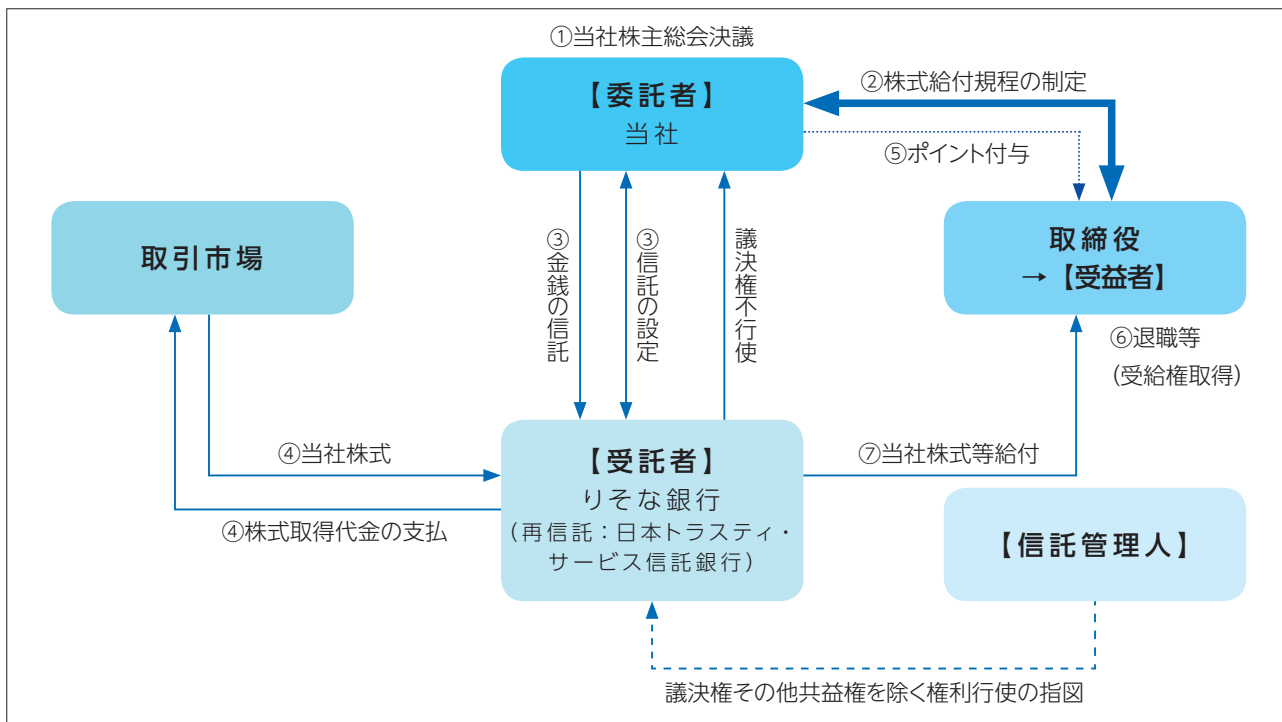 ①当社株主総会決議
【委託者】
当社
②株式給付規程の制定
⑤ポイント付与
取引市場
③金銭の信託
③信託の設定
議決権不行使
取締役
→【受益者】
⑥退職等
(受給権取得)
④当社株式
④株式取得代金の支払
【受託者】
りそな銀行
(再信託：日本トラスティ・
サービス信託銀行)
⑦当社株式等給付
【信託管理人】
議決権その他共益権を除く権利行使の指図